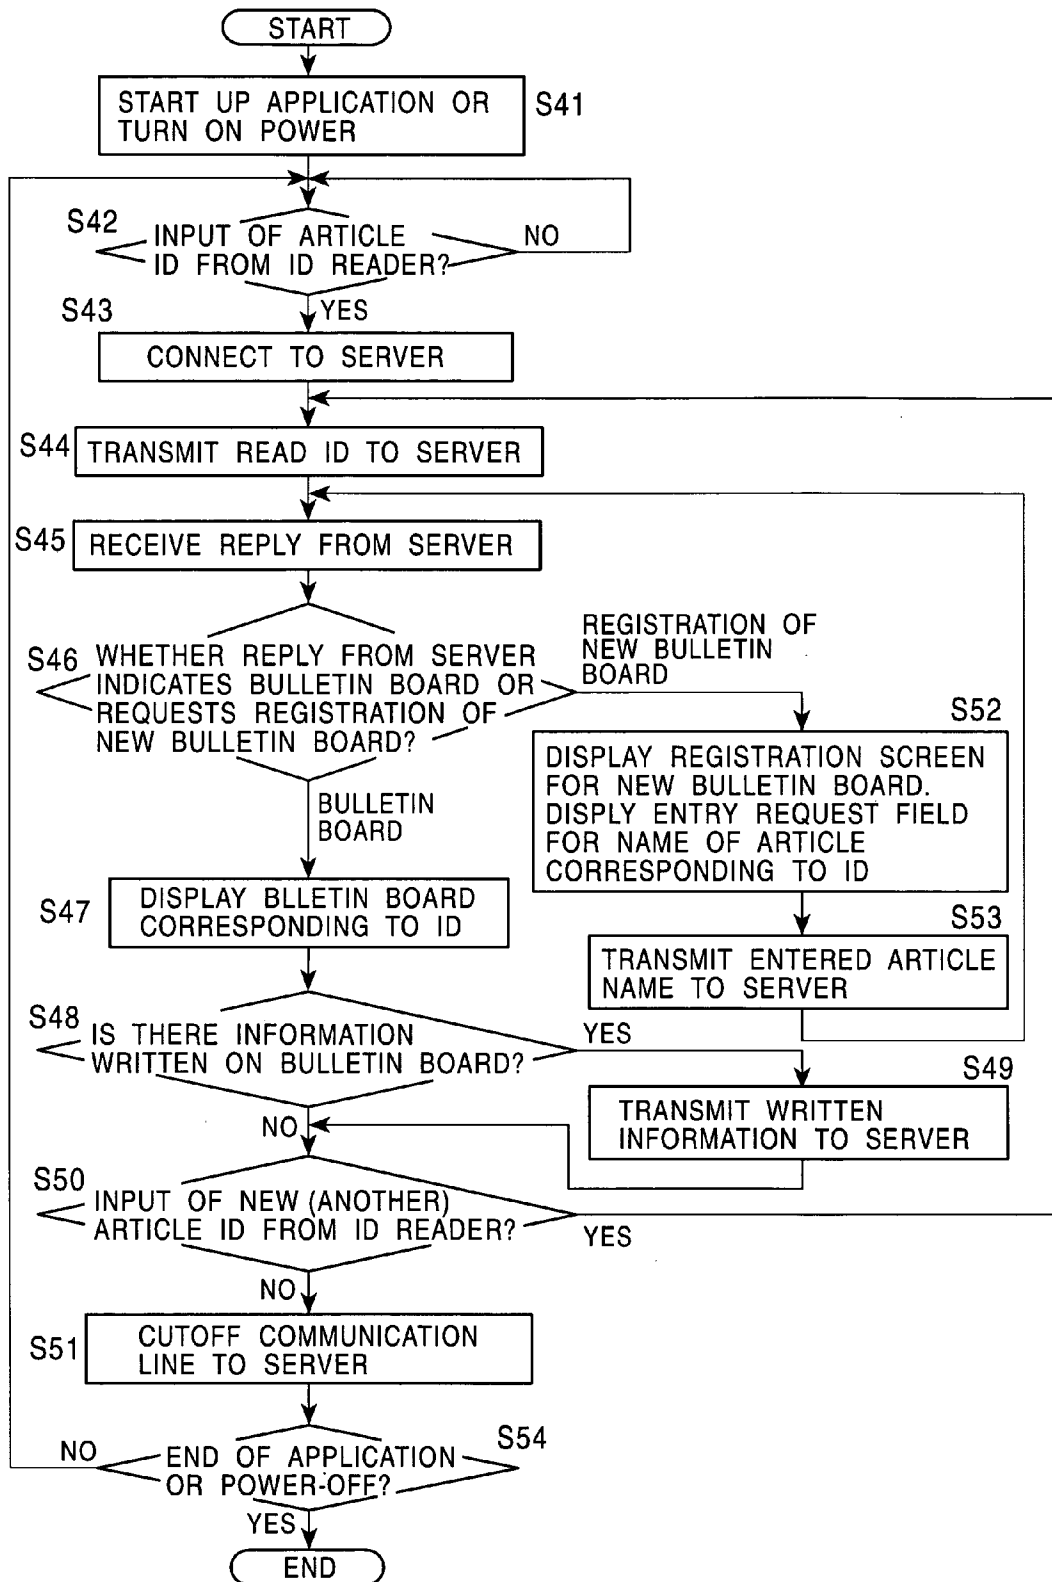 START
START UP APPLICATION OR
TURN ON POWER
S41
S42
INPUT OF ARTICLE
ID FROM ID READER?
NO
YES
S43
CONNECT TO SERVER
S44
TRANSMIT READ ID TO SERVER
S45
RECEIVE REPLY FROM SERVER
S46
WHETHER REPLY FROM SERVER
INDICATES BULLETIN BOARD OR
REQUESTS REGISTRATION OF
NEW BULLETIN BOARD?
REGISTRATION OF
NEW BULLETIN
BOARD
S52
DISPLAY REGISTRATION SCREEN
FOR NEW BULLETIN BOARD.
DISPLY ENTRY REQUEST FIELD
FOR NAME OF ARTICLE
CORRESPONDING TO ID
BULLETIN
BOARD
S47
DISPLAY BLLETIN BOARD
CORRESPONDING TO ID
S53
TRANSMIT ENTERED ARTICLE
NAME TO SERVER
S48
IS THERE INFORMATION
WRITTEN ON BULLETIN BOARD?
YES
S49
TRANSMIT WRITTEN
INFORMATION TO SERVER
NO
S50
INPUT OF NEW (ANOTHER)
ARTICLE ID FROM ID READER?
YES
NO
S51
CUTOFF COMMUNICATION
LINE TO SERVER
S54
NO
END OF APPLICATION
OR POWER-OFF?
YES
END